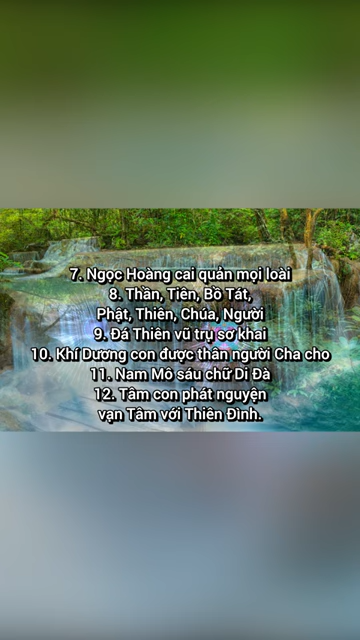 7. Ngọc Hoàng cai quản mọi loài
8. Thần, Tiên, Bồ Tát,
Phật, Thiên, Chúa, Người
9. Đá Thiên vũ trụ sơ khai
10. Khí Dương con được thân người Cha cho
11. Nam Mô sáu chữ Di Đà
12. Tâm con phát nguyện
vạn Tâm với Thiên Đình.